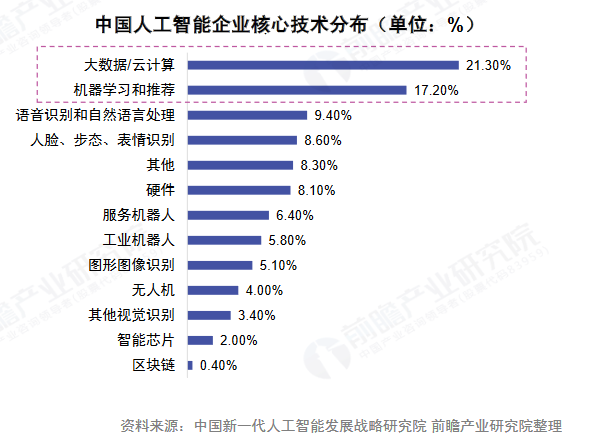 中国人工智能企业核心技术分布（单位：%）
大数据/云计算 21.30%
机器学习和推荐 17.20%
语音识别和自然语言处理 9.40%
人脸、步态、表情识别 8.60%
其他 8.30%
硬件 8.10%
服务机器人 6.40%
工业机器人 5.80%
图形图像识别 5.10%
无人机 4.00%
其他视觉识别 3.40%
智能芯片 2.00%
区块链 0.40%
前瞻产业研究院
资料来源：中国新一代人工智能发展战略研究院 前瞻产业研究院整理